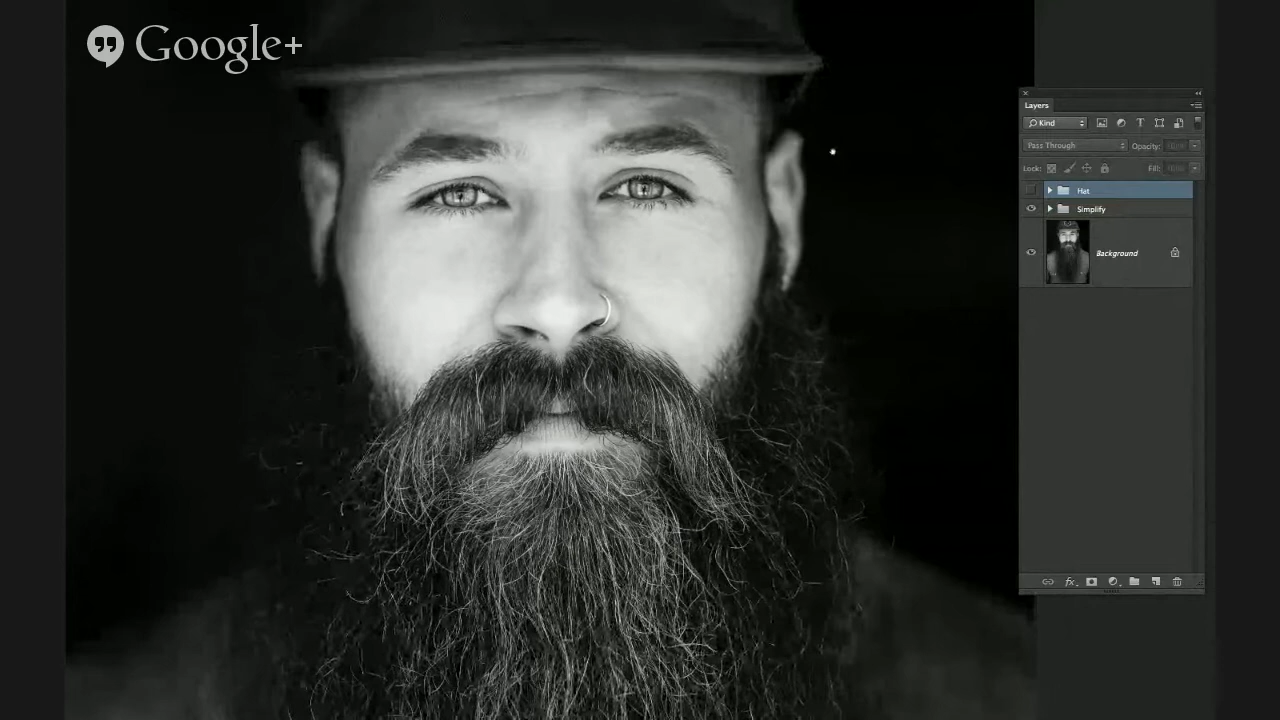 Google+
Layers
Kind
Pass Through
Opacity:
Lock:
Fill:
Hat
Simplify
Background